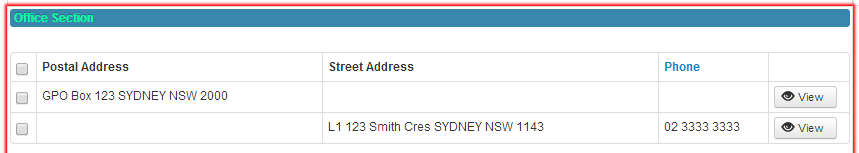 Office Section
Postal Address Street Address Phone
GPO Box 123 SYDNEY NSW 2000 View
L1 123 Smith Cres SYDNEY NSW 1143 02 3333 3333 View